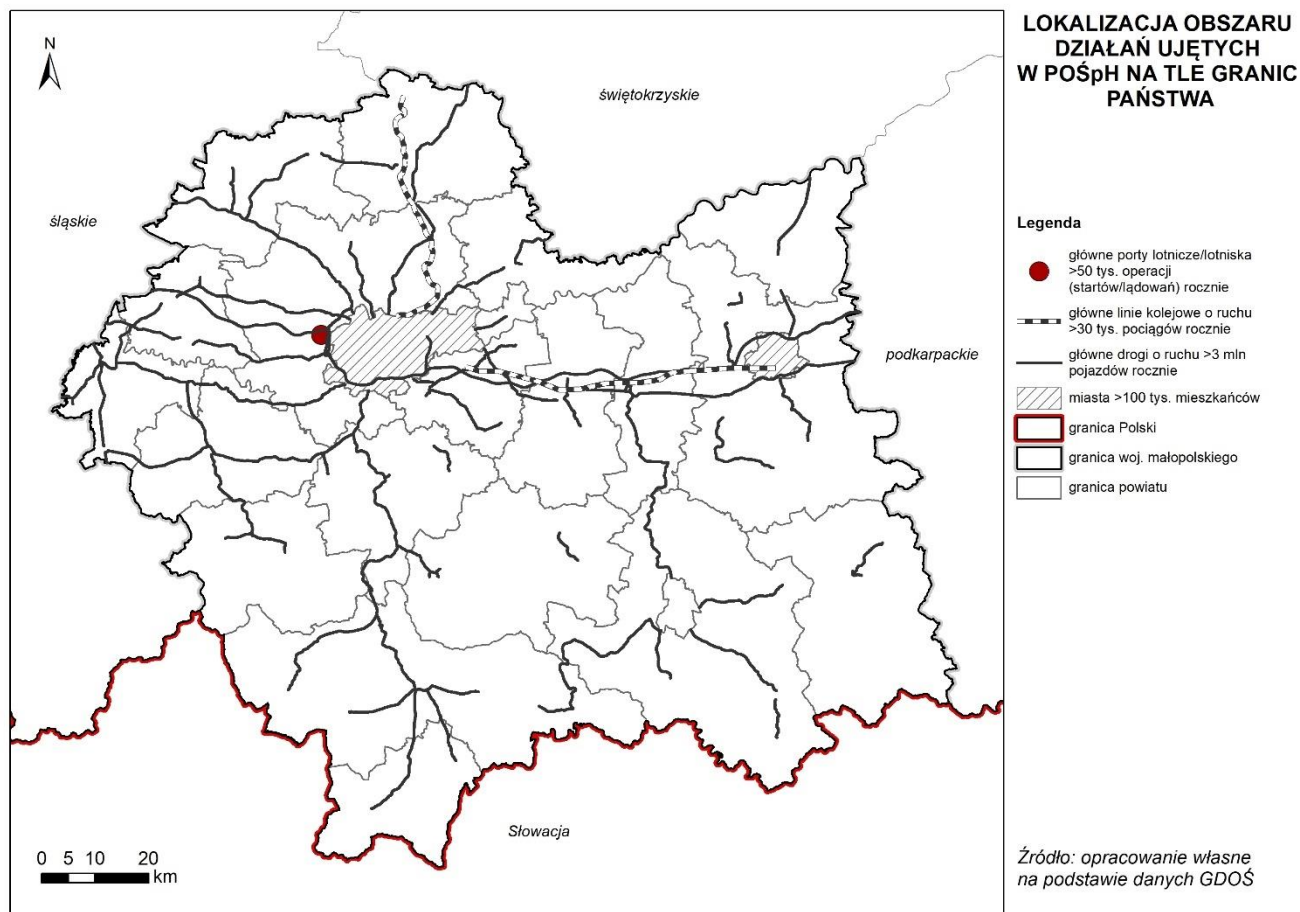 LOKALIZACJA OBSZARU
DZIAŁAŃ UJĘTYCH
W POŚpH NA TLE GRANIC
PAŃSTWA
N
świętokrzyskie
śląskie
podkarpackie
Słowacja
0 5 10 20
km
Legenda
główne porty lotnicze/lotniska
>50 tys. operacji
(startów/lądowań) rocznie
główne linie kolejowe o ruchu
>30 tys. pociągów rocznie
główne drogi o ruchu >3 mln
pojazdów rocznie
miasta >100 tys. mieszkańców
granica Polski
granica woj. małopolskiego
granica powiatu
Źródło: opracowanie własne
na podstawie danych GDOŚ